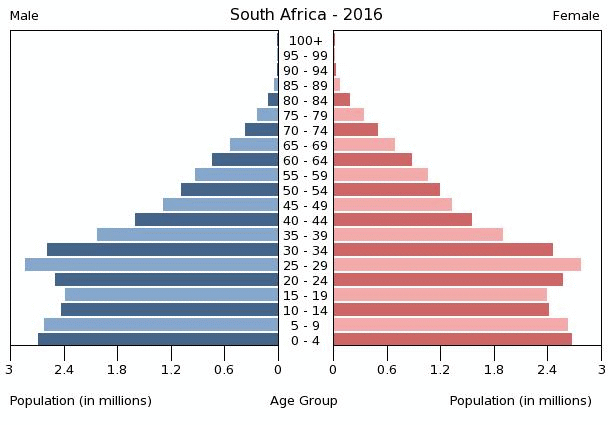 Male South Africa - 2016 Female
100+
95 - 99
90 - 94
85 - 89
80 - 84
75 - 79
70 - 74
65 - 69
60 - 64
55 - 59
50 - 54
45 - 49
40 - 44
35 - 39
30 - 34
25 - 29
20 - 24
15 - 19
10 - 14
5 - 9
0 - 4
3 2.4 1.8 1.2 0.6 0 0 0.6 1.2 1.8 2.4 3
Population (in millions) Age Group Population (in millions)